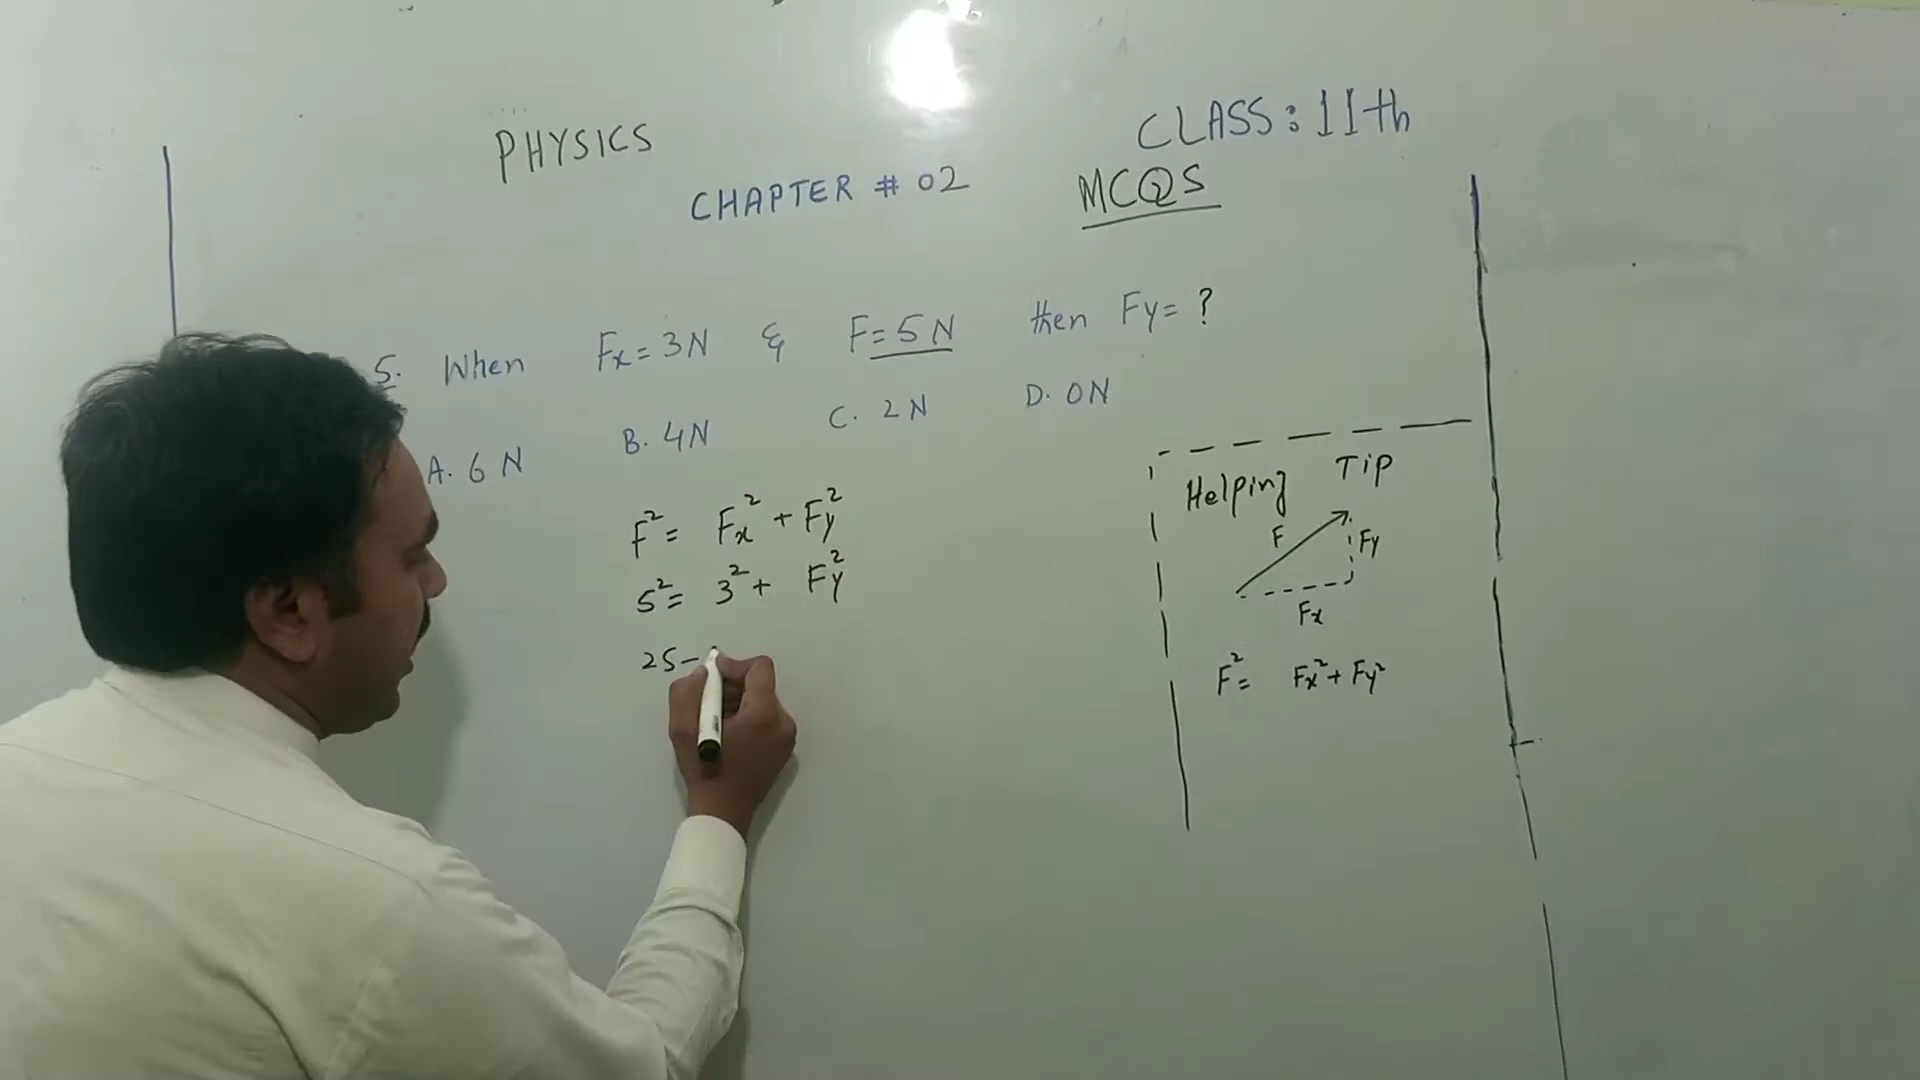 PHYSICS
CLASS: 11th
CHAPTER # 02
MCQS
5. When Fx = 3N & F = 5N then Fy = ?
A. 6 N B. 4N C. 2 N D. 0N
F² = Fx² + Fy²
5² = 3² + Fy²
25 -
Helping Tip
F
Fy
Fx
F² = Fx² + Fy²